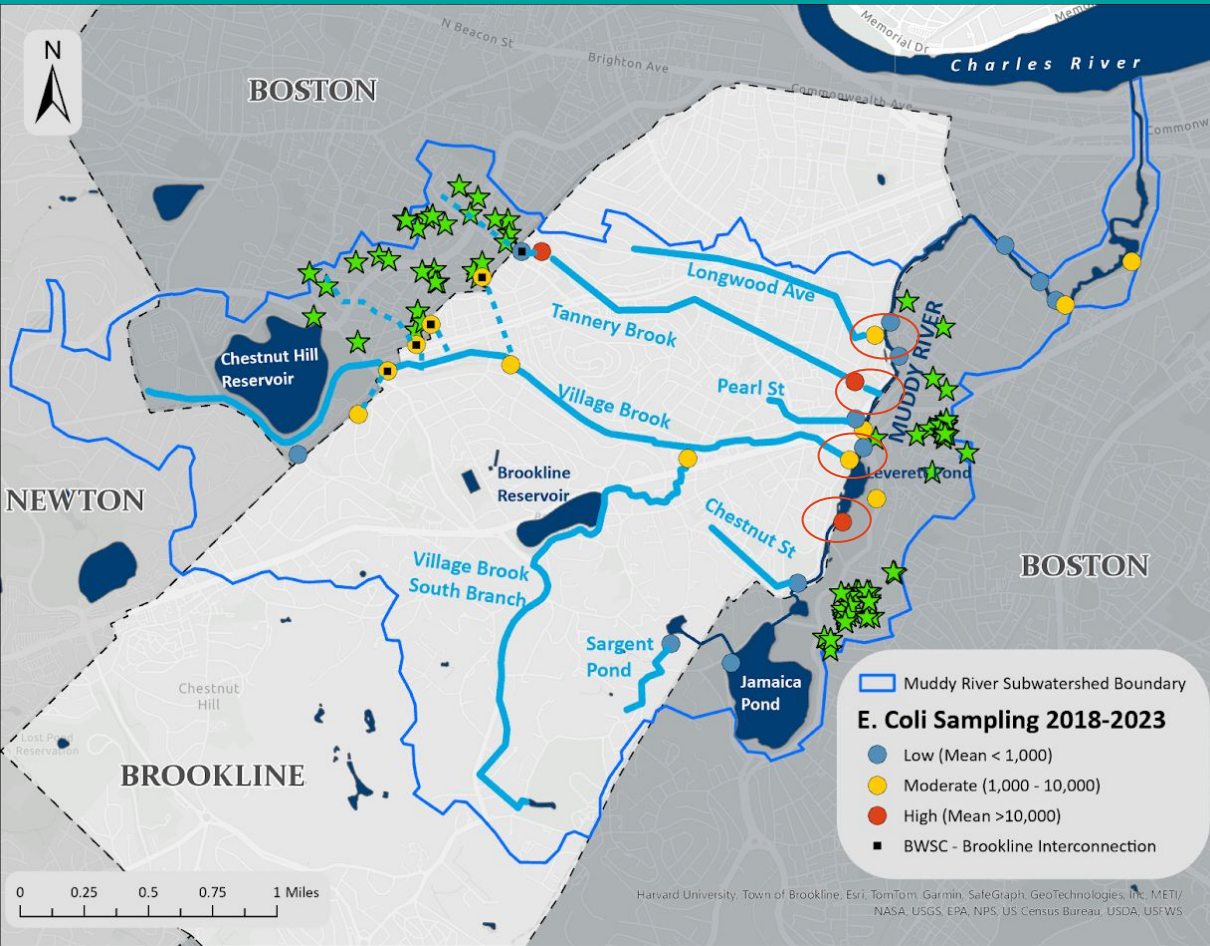 N
N Beacon St
Brighton Ave
Memorial Dr
Charles River
BOSTON
Commonwealth Ave
Longwood Ave
Tannery Brook
MUDDY RIVER
Chestnut Hill
Reservoir
Pearl St
Village Brook
NEWTON
Brookline
Reservoir
Leverett Pond
Chestnut St
Village Brook
South Branch
BOSTON
Sargent
Pond
Jamaica
Pond
Chestnut
Hill
Lost Pond
Reservation
BROOKLINE
Muddy River Subwatershed Boundary
E. Coli Sampling 2018-2023
Low (Mean < 1,000)
Moderate (1,000 - 10,000)
High (Mean >10,000)
BWSC - Brookline Interconnection
0 0.25 0.5 0.75 1 Miles
Harvard University, Town of Brookline, Esri, TomTom, Garmin, SafeGraph, GeoTechnologies, Inc, METI/
NASA, USGS, EPA, NPS, US Census Bureau, USDA, USFWS